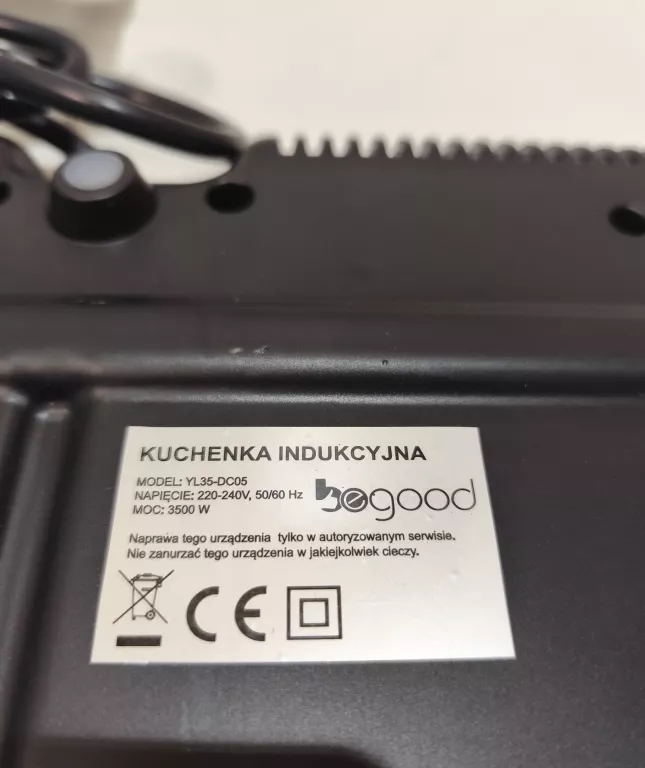 KUCHENKA INDUKCYJNA
MODEL: YL35-DC05
NAPIĘCIE: 220-240V, 50/60 Hz
MOC: 3500 W
begood
Naprawa tego urządzenia tylko w autoryzowanym serwisie.
Nie zanurzać tego urządzenia w jakiejkolwiek cieczy.
CE